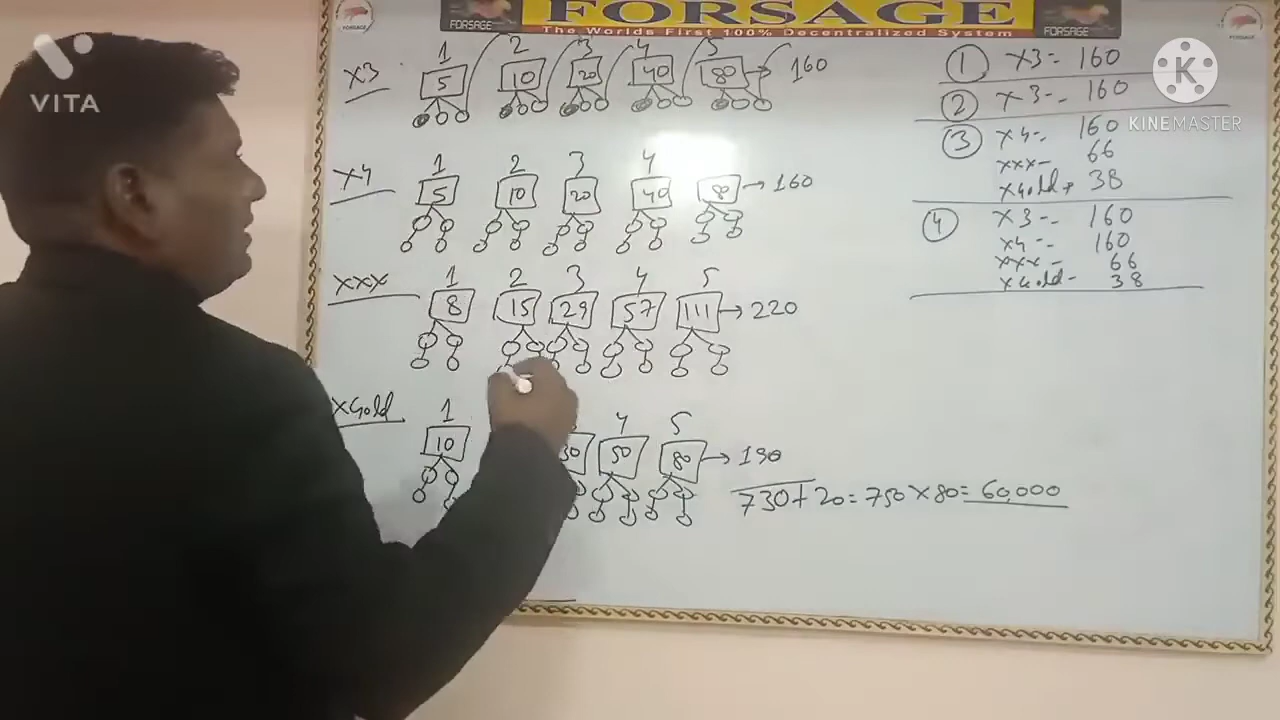 FORSAGE
The Worlds First 100% Decentralized System
FORSAGE
FORSAGE
VITA
KINEMASTER
1 2 3 4 5
X3 5 10 20 40 80 → 160
1 2 3 4
X4 5 10 20 40 80 → 160
1 2 3 4 5
XXX 8 15 29 57 111 → 220
1 4 5
XGold 10 30 50 80 → 190
730+20=750×80=60,000
① X3- 160
② X3-- 160
③ X4-- 160
XXX- 66
XGold- 38
④ X3-- 160
X4-- 160
XXX-- 66
XGold- 38